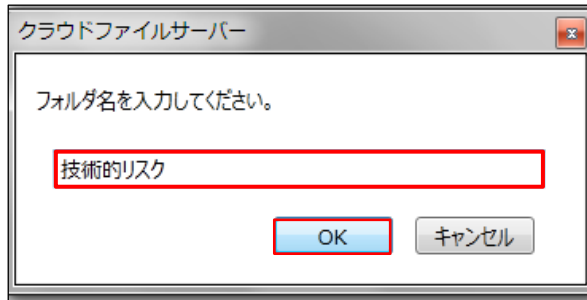 クラウドファイルサーバー
x
フォルダ名を入力してください。
技術的リスク
OK
キャンセル